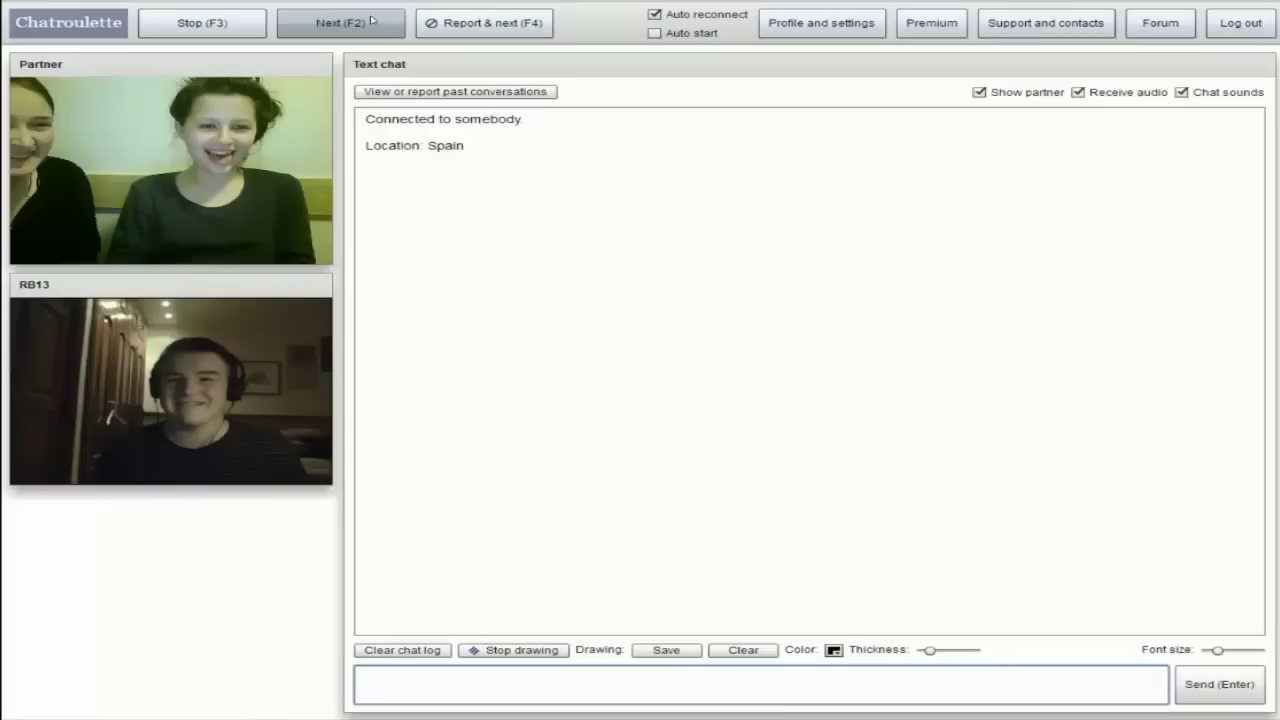 Chatroulette
Stop (F3)
Next (F2)
Report & next (F4)
Auto reconnect
Auto start
Profile and settings
Premium
Support and contacts
Forum
Log out
Partner
Text chat
View or report past conversations
Show partner
Receive audio
Chat sounds
Connected to somebody.
Location: Spain
RB13
Clear chat log
Stop drawing
Drawing:
Save
Clear
Color:
Thickness:
Font size:
Send (Enter)